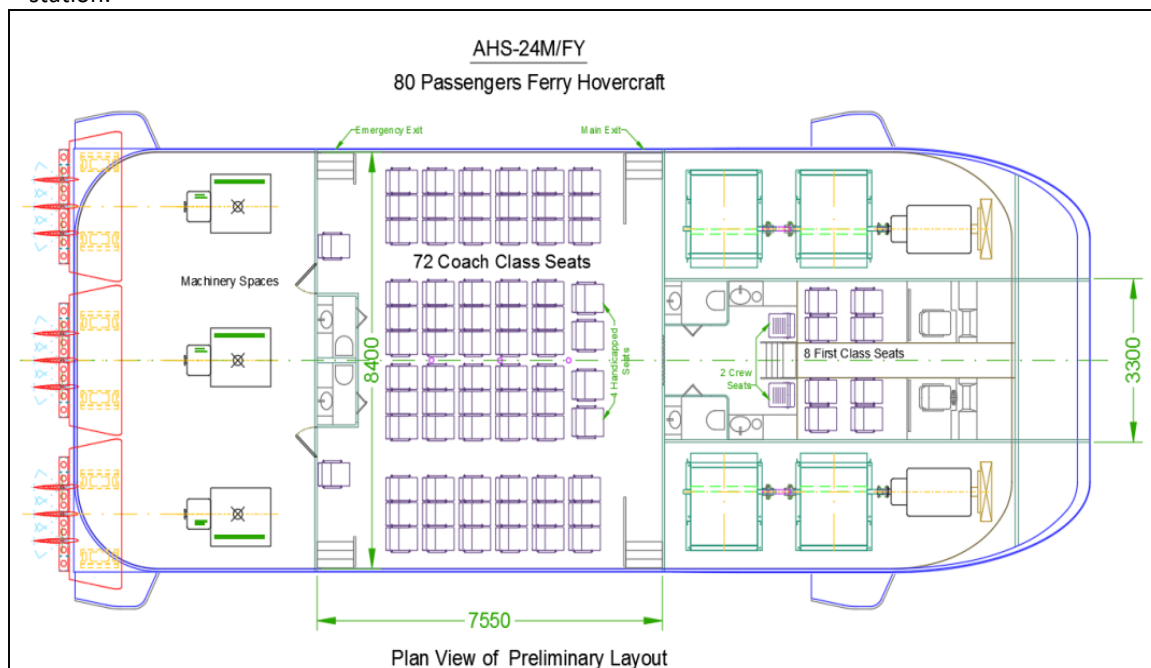 station.
AHS-24M/FY
80 Passengers Ferry Hovercraft
Emergency Exit
Main Exit
72 Coach Class Seats
Machinery Spaces
8400
4 Handicapped
Seats
8 First Class Seats
2 Crew
Seats
3300
7550
Plan View of Preliminary Layout